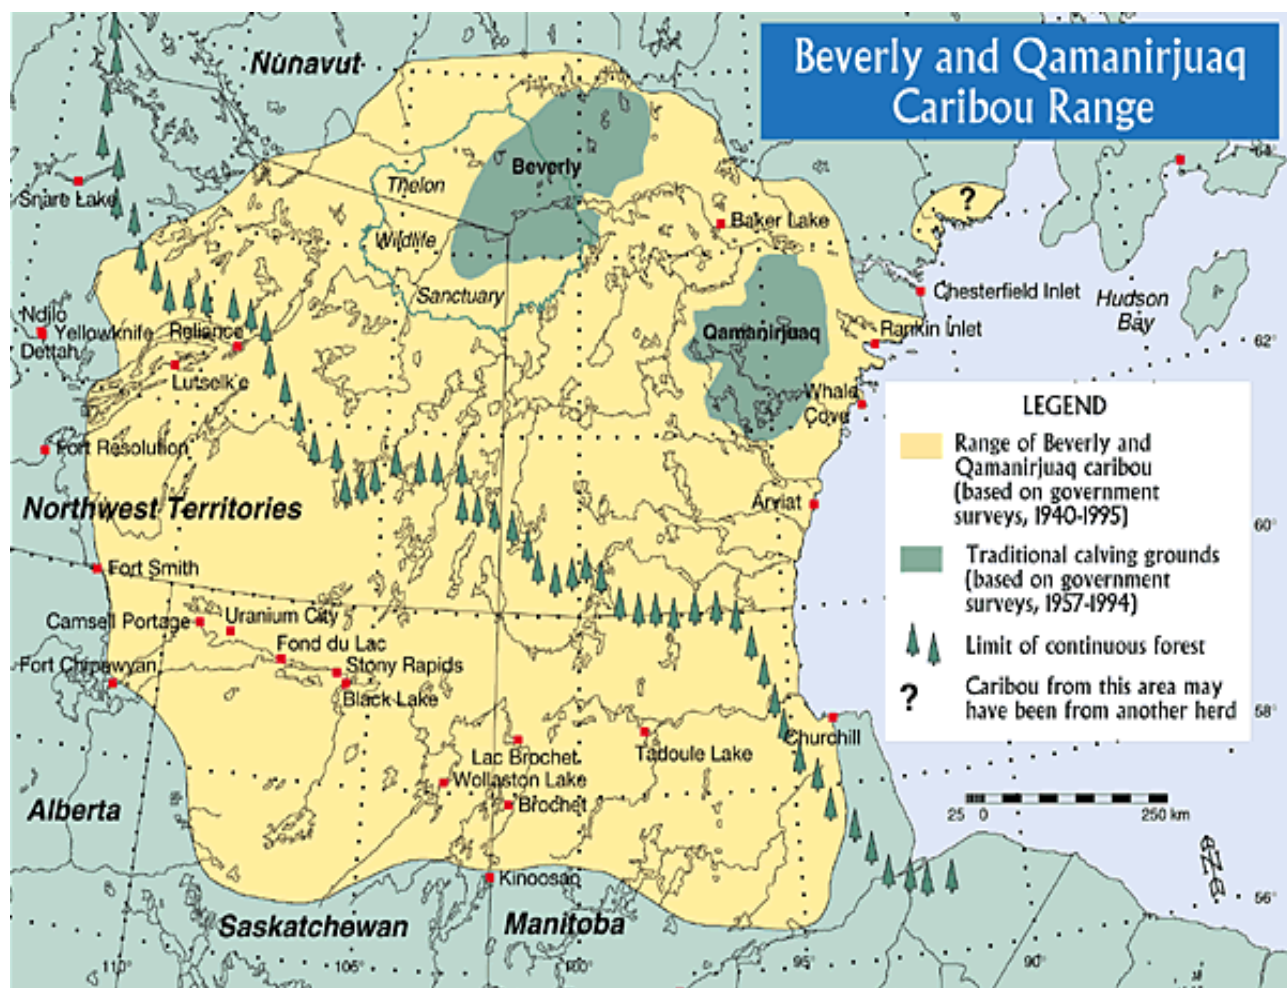 Beverly and Qamanirjuaq
Caribou Range
Nunavut
64°
Beverly
Thelon
Snare Lake
?
Baker Lake
Wildlife
Sanctuary
Chesterfield Inlet
Hudson
Bay
Ndilo
Yellowknife
Dettah
Reliance
Qamanirjuaq
Rankin Inlet
62°
Lutselk'e
Whale
Cove
Fort Resolution
Northwest Territories
Arviat
60°
Fort Smith
Camsell Portage
Uranium City
Fond du Lac
Fort Chipewyan
Stony Rapids
Black Lake
58°
Churchill
Lac Brochet
Tadoule Lake
Wollaston Lake
Brochet
Alberta
Kinoosao
Saskatchewan
Manitoba
56°
110°
105°
100°
95°
90°
LEGEND
Range of Beverly and
Qamanirjuaq caribou
(based on government
surveys, 1940-1995)
Traditional calving grounds
(based on government
surveys, 1957-1994)
Limit of continuous forest
?
Caribou from this area may
have been from another herd
25 0 250 km
N